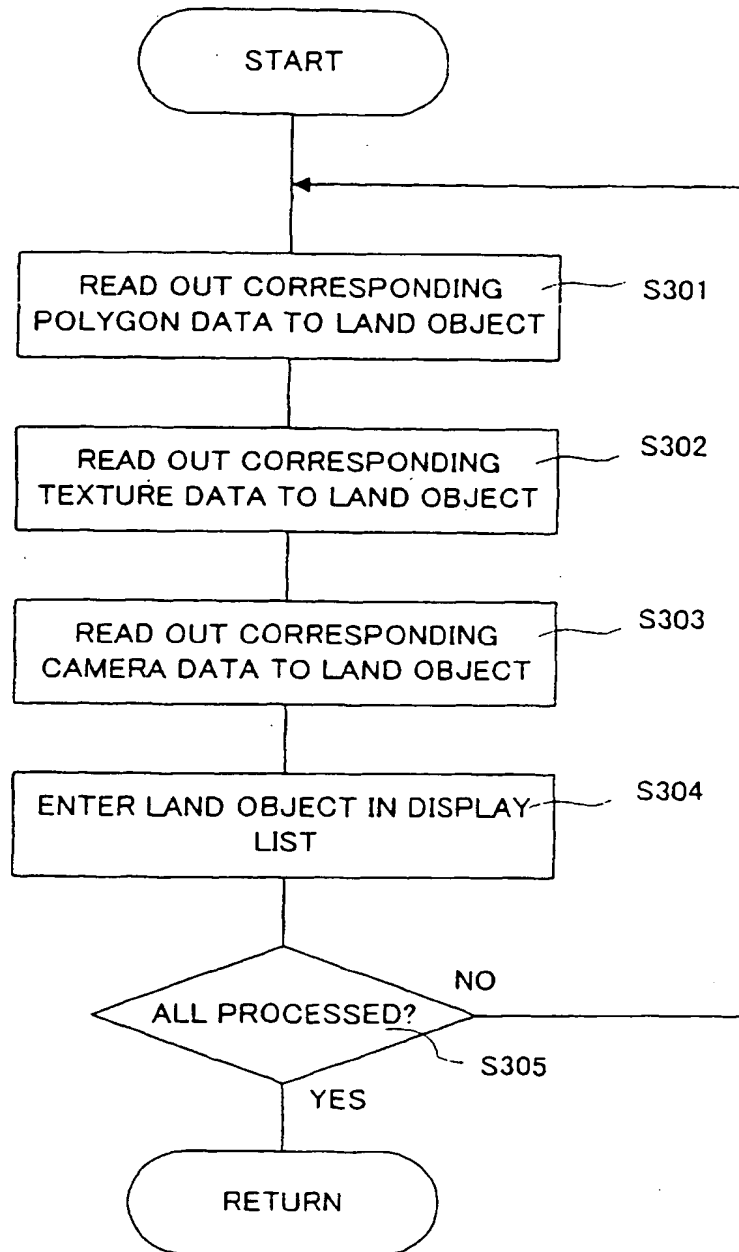 START
READ OUT CORRESPONDING
POLYGON DATA TO LAND OBJECT
S301
READ OUT CORRESPONDING
TEXTURE DATA TO LAND OBJECT
S302
READ OUT CORRESPONDING
CAMERA DATA TO LAND OBJECT
S303
ENTER LAND OBJECT IN DISPLAY
LIST
S304
NO
ALL PROCESSED?
S305
YES
RETURN